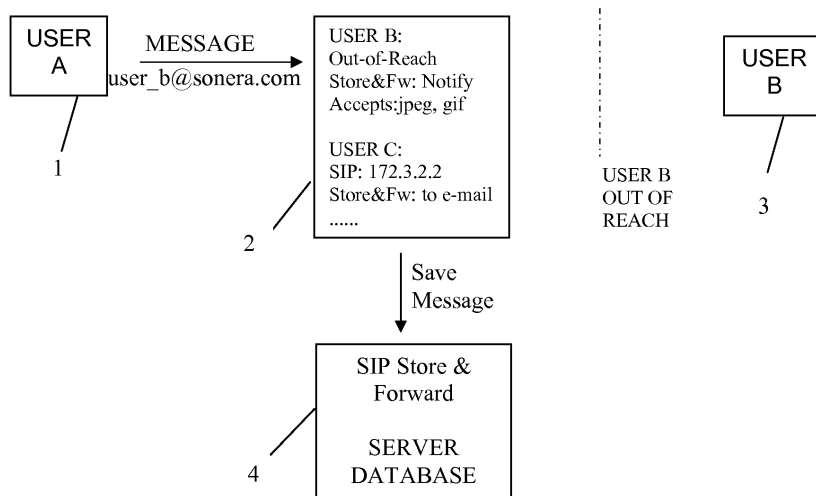 USER
A
MESSAGE
user_b@sonera.com
1
USER B:
Out-of-Reach
Store&Fw: Notify
Accepts:jpeg, gif
USER C:
SIP: 172.3.2.2
Store&Fw: to e-mail
......
2
USER
B
3
USER B
OUT OF
REACH
Save
Message
SIP Store &
Forward
SERVER
DATABASE
4